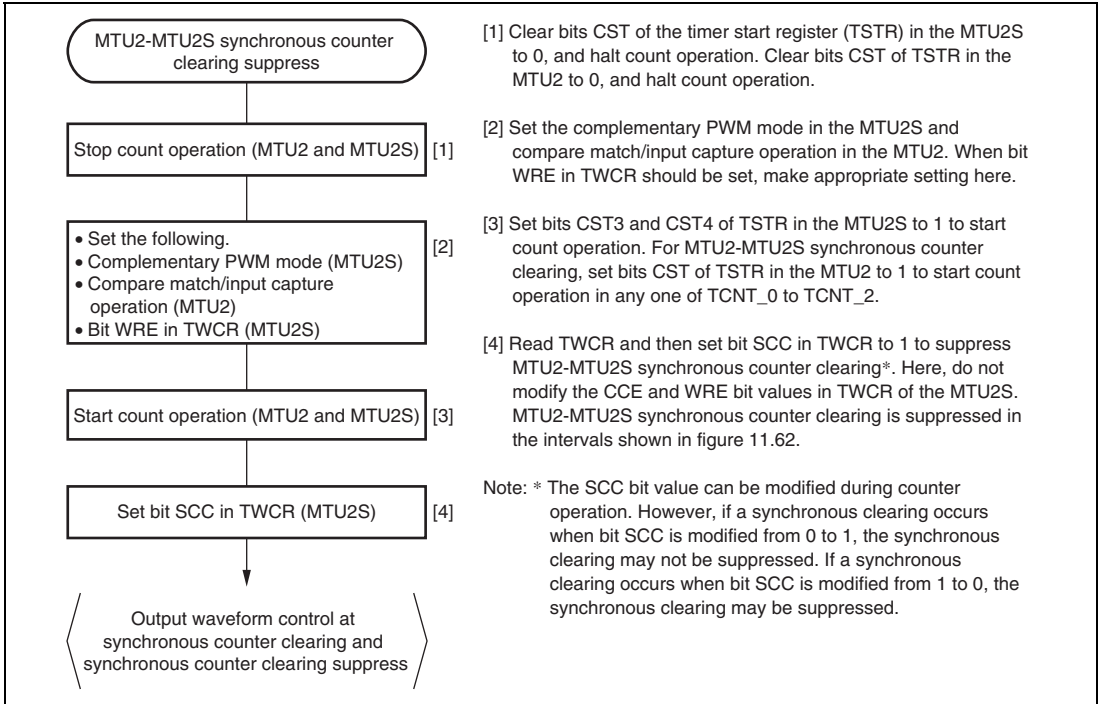 MTU2-MTU2S synchronous counter
clearing suppress
Stop count operation (MTU2 and MTU2S) [1]
• Set the following.
• Complementary PWM mode (MTU2S)
• Compare match/input capture
operation (MTU2)
• Bit WRE in TWCR (MTU2S)
[2]
Start count operation (MTU2 and MTU2S) [3]
Set bit SCC in TWCR (MTU2S) [4]
Output waveform control at
synchronous counter clearing and
synchronous counter clearing suppress
[1] Clear bits CST of the timer start register (TSTR) in the MTU2S
to 0, and halt count operation. Clear bits CST of TSTR in the
MTU2 to 0, and halt count operation.
[2] Set the complementary PWM mode in the MTU2S and
compare match/input capture operation in the MTU2. When bit
WRE in TWCR should be set, make appropriate setting here.
[3] Set bits CST3 and CST4 of TSTR in the MTU2S to 1 to start
count operation. For MTU2-MTU2S synchronous counter
clearing, set bits CST of TSTR in the MTU2 to 1 to start count
operation in any one of TCNT_0 to TCNT_2.
[4] Read TWCR and then set bit SCC in TWCR to 1 to suppress
MTU2-MTU2S synchronous counter clearing*. Here, do not
modify the CCE and WRE bit values in TWCR of the MTU2S.
MTU2-MTU2S synchronous counter clearing is suppressed in
the intervals shown in figure 11.62.
Note: * The SCC bit value can be modified during counter
operation. However, if a synchronous clearing occurs
when bit SCC is modified from 0 to 1, the synchronous
clearing may not be suppressed. If a synchronous
clearing occurs when bit SCC is modified from 1 to 0, the
synchronous clearing may be suppressed.